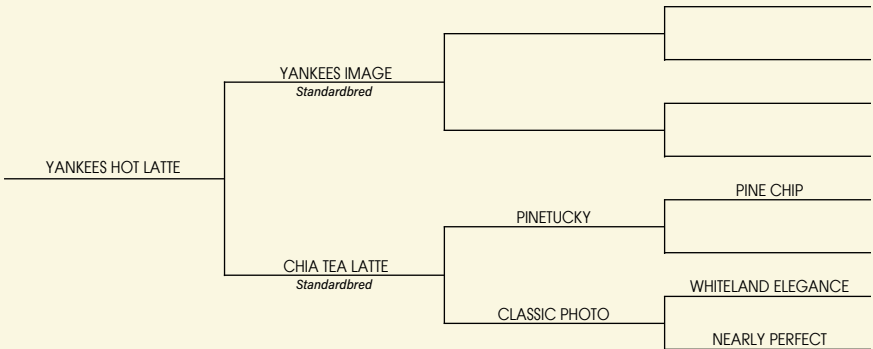 YANKEES IMAGE
Standardbred
YANKEES HOT LATTE
PINE CHIP
PINETUCKY
CHIA TEA LATTE
Standardbred
WHITELAND ELEGANCE
CLASSIC PHOTO
NEARLY PERFECT